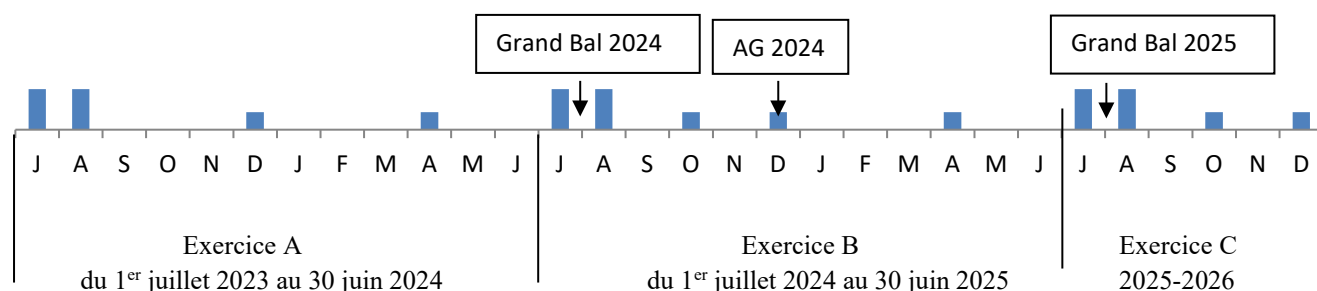 Grand Bal 2024
AG 2024
Grand Bal 2025
J A S O N D J F M A M J J A S O N D J F M A M J J A S O N D
Exercice A
du 1er juillet 2023 au 30 juin 2024
Exercice B
du 1er juillet 2024 au 30 juin 2025
Exercice C
2025-2026